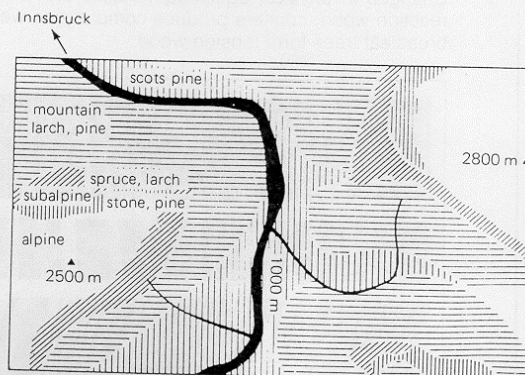 Innsbruck
scots pine
mountain
larch, pine
2800 m
spruce, larch
subalpine
stone, pine
alpine
2500 m
1000 m